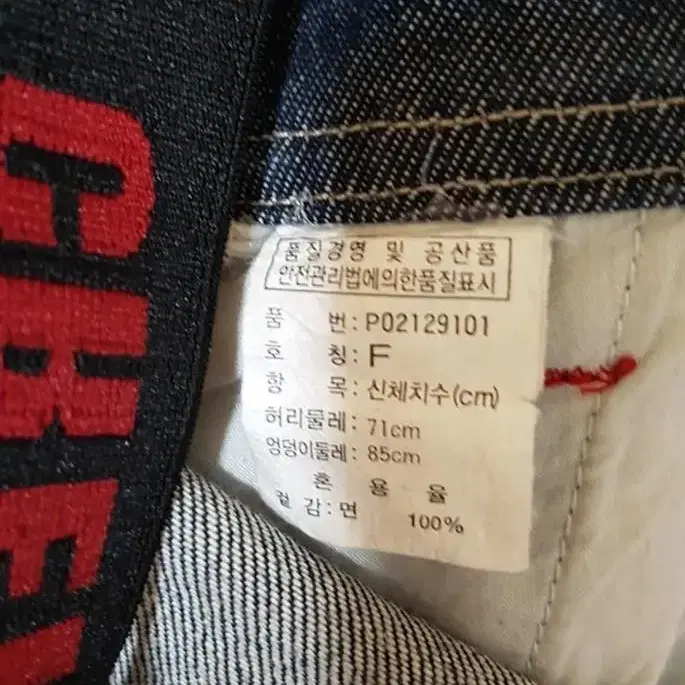 품질경영 및 공산품
안전관리법에의한품질표시
품 번: P02129101
호 칭: F
항 목: 신체치수(cm)
허리물레: 71cm
엉덩이둘레: 85cm
혼 용 율
겉 감: 면 100%
CREW